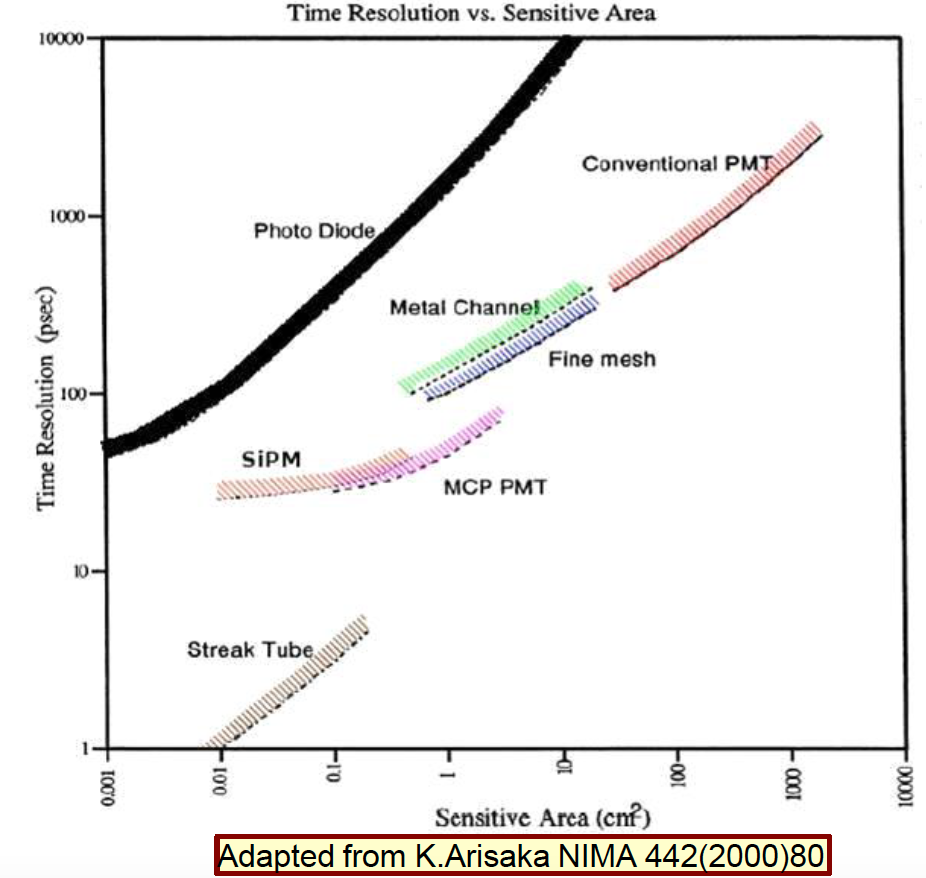 Time Resolution vs. Sensitive Area
10000
1000
100
10
1
Time Resolution (psec)
Photo Diode
Conventional PMT
Metal Channel
Fine mesh
SiPM
MCP PMT
Streak Tube
0.001
0.01
0.1
1
10
100
1000
10000
Sensitive Area (cm²)
Adapted from K.Arisaka NIMA 442(2000)80